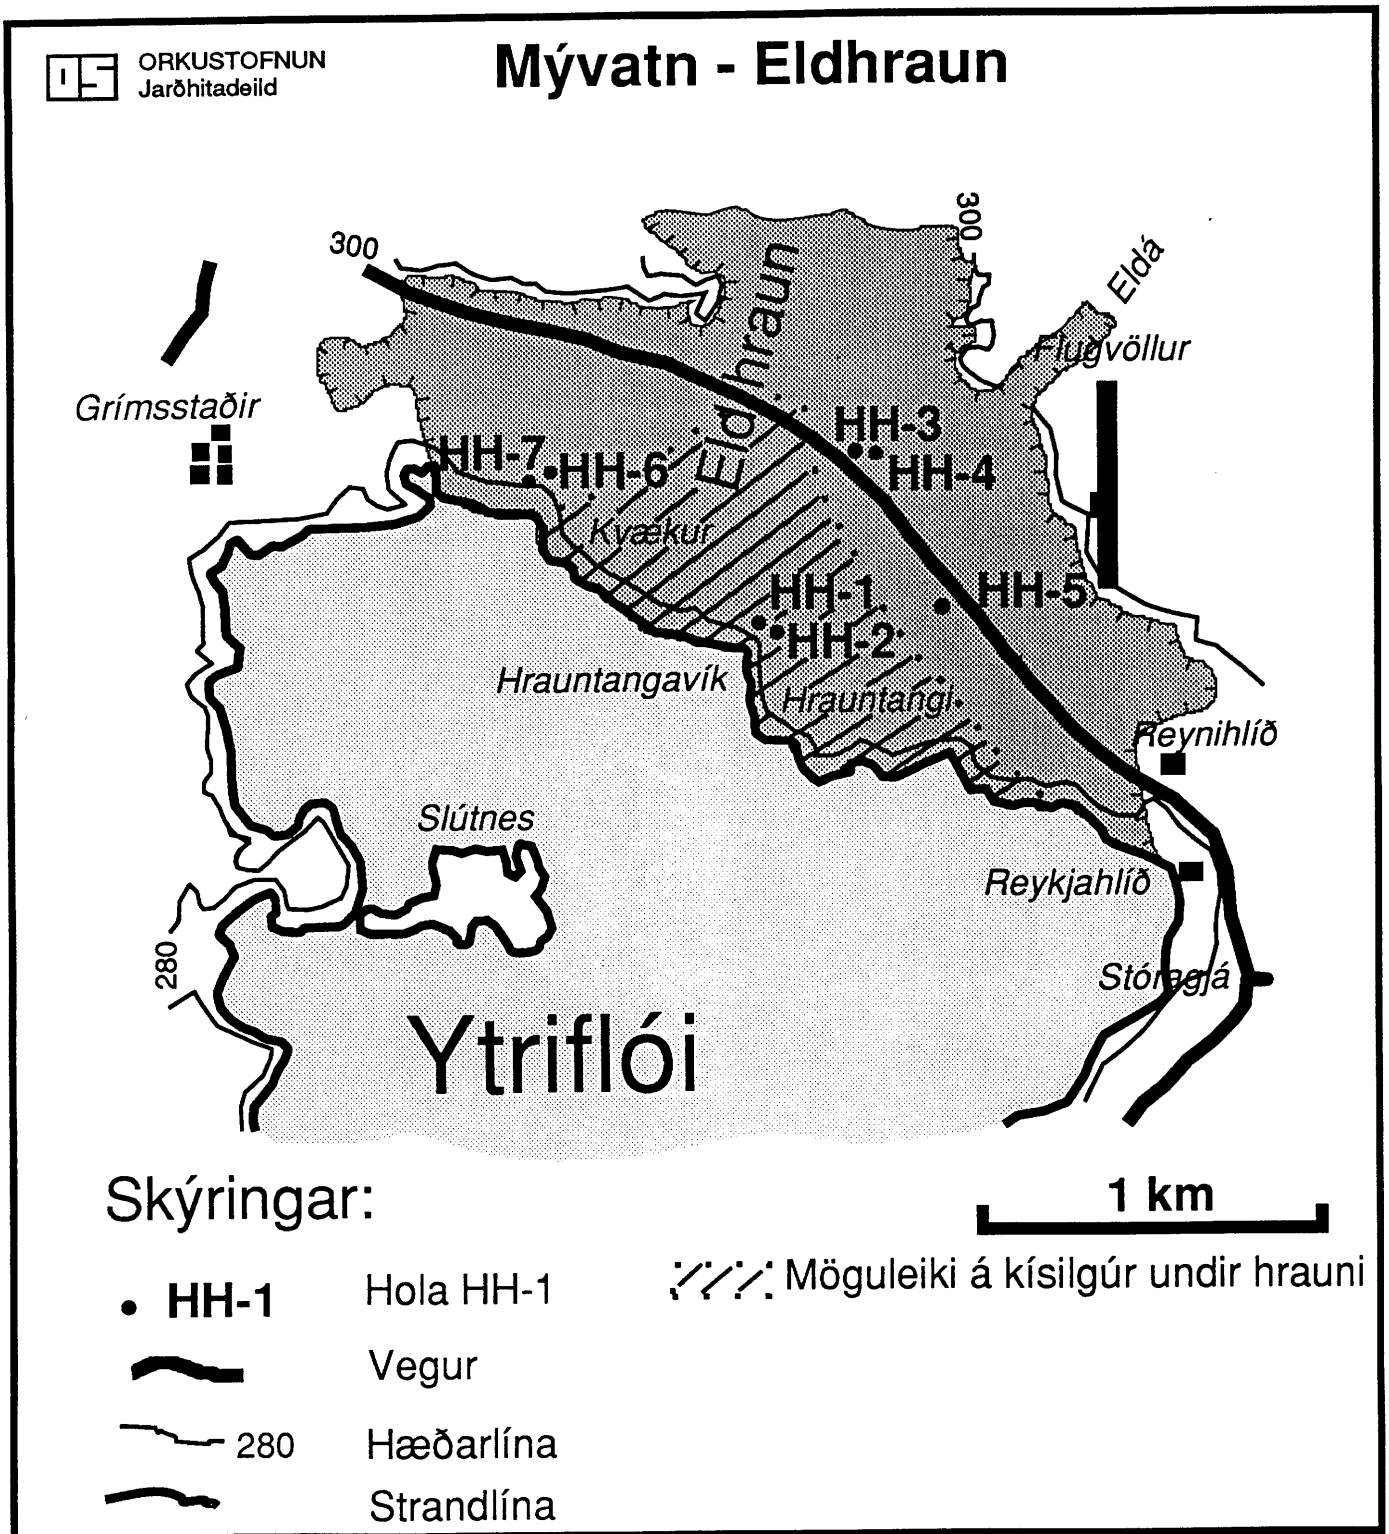 ORKUSTOFNUN
Jarðhitadeild
Mývatn - Eldhraun
300
300
Eldá
Flugvöllur
Eldhraun
Grímsstaðir
HH-3
HH-7
HH-6
HH-4
Kvækur
HH-1
HH-5
HH-2
Hrauntangavík
Hrauntangi
Reynihlíð
Slútnes
Reykjahlíð
280
Stóragjá
Ytriflói
Skýringar:
1 km
HH-1 Hola HH-1
Möguleiki á kísilgúr undir hrauni
Vegur
280 Hæðarlína
Strandlína